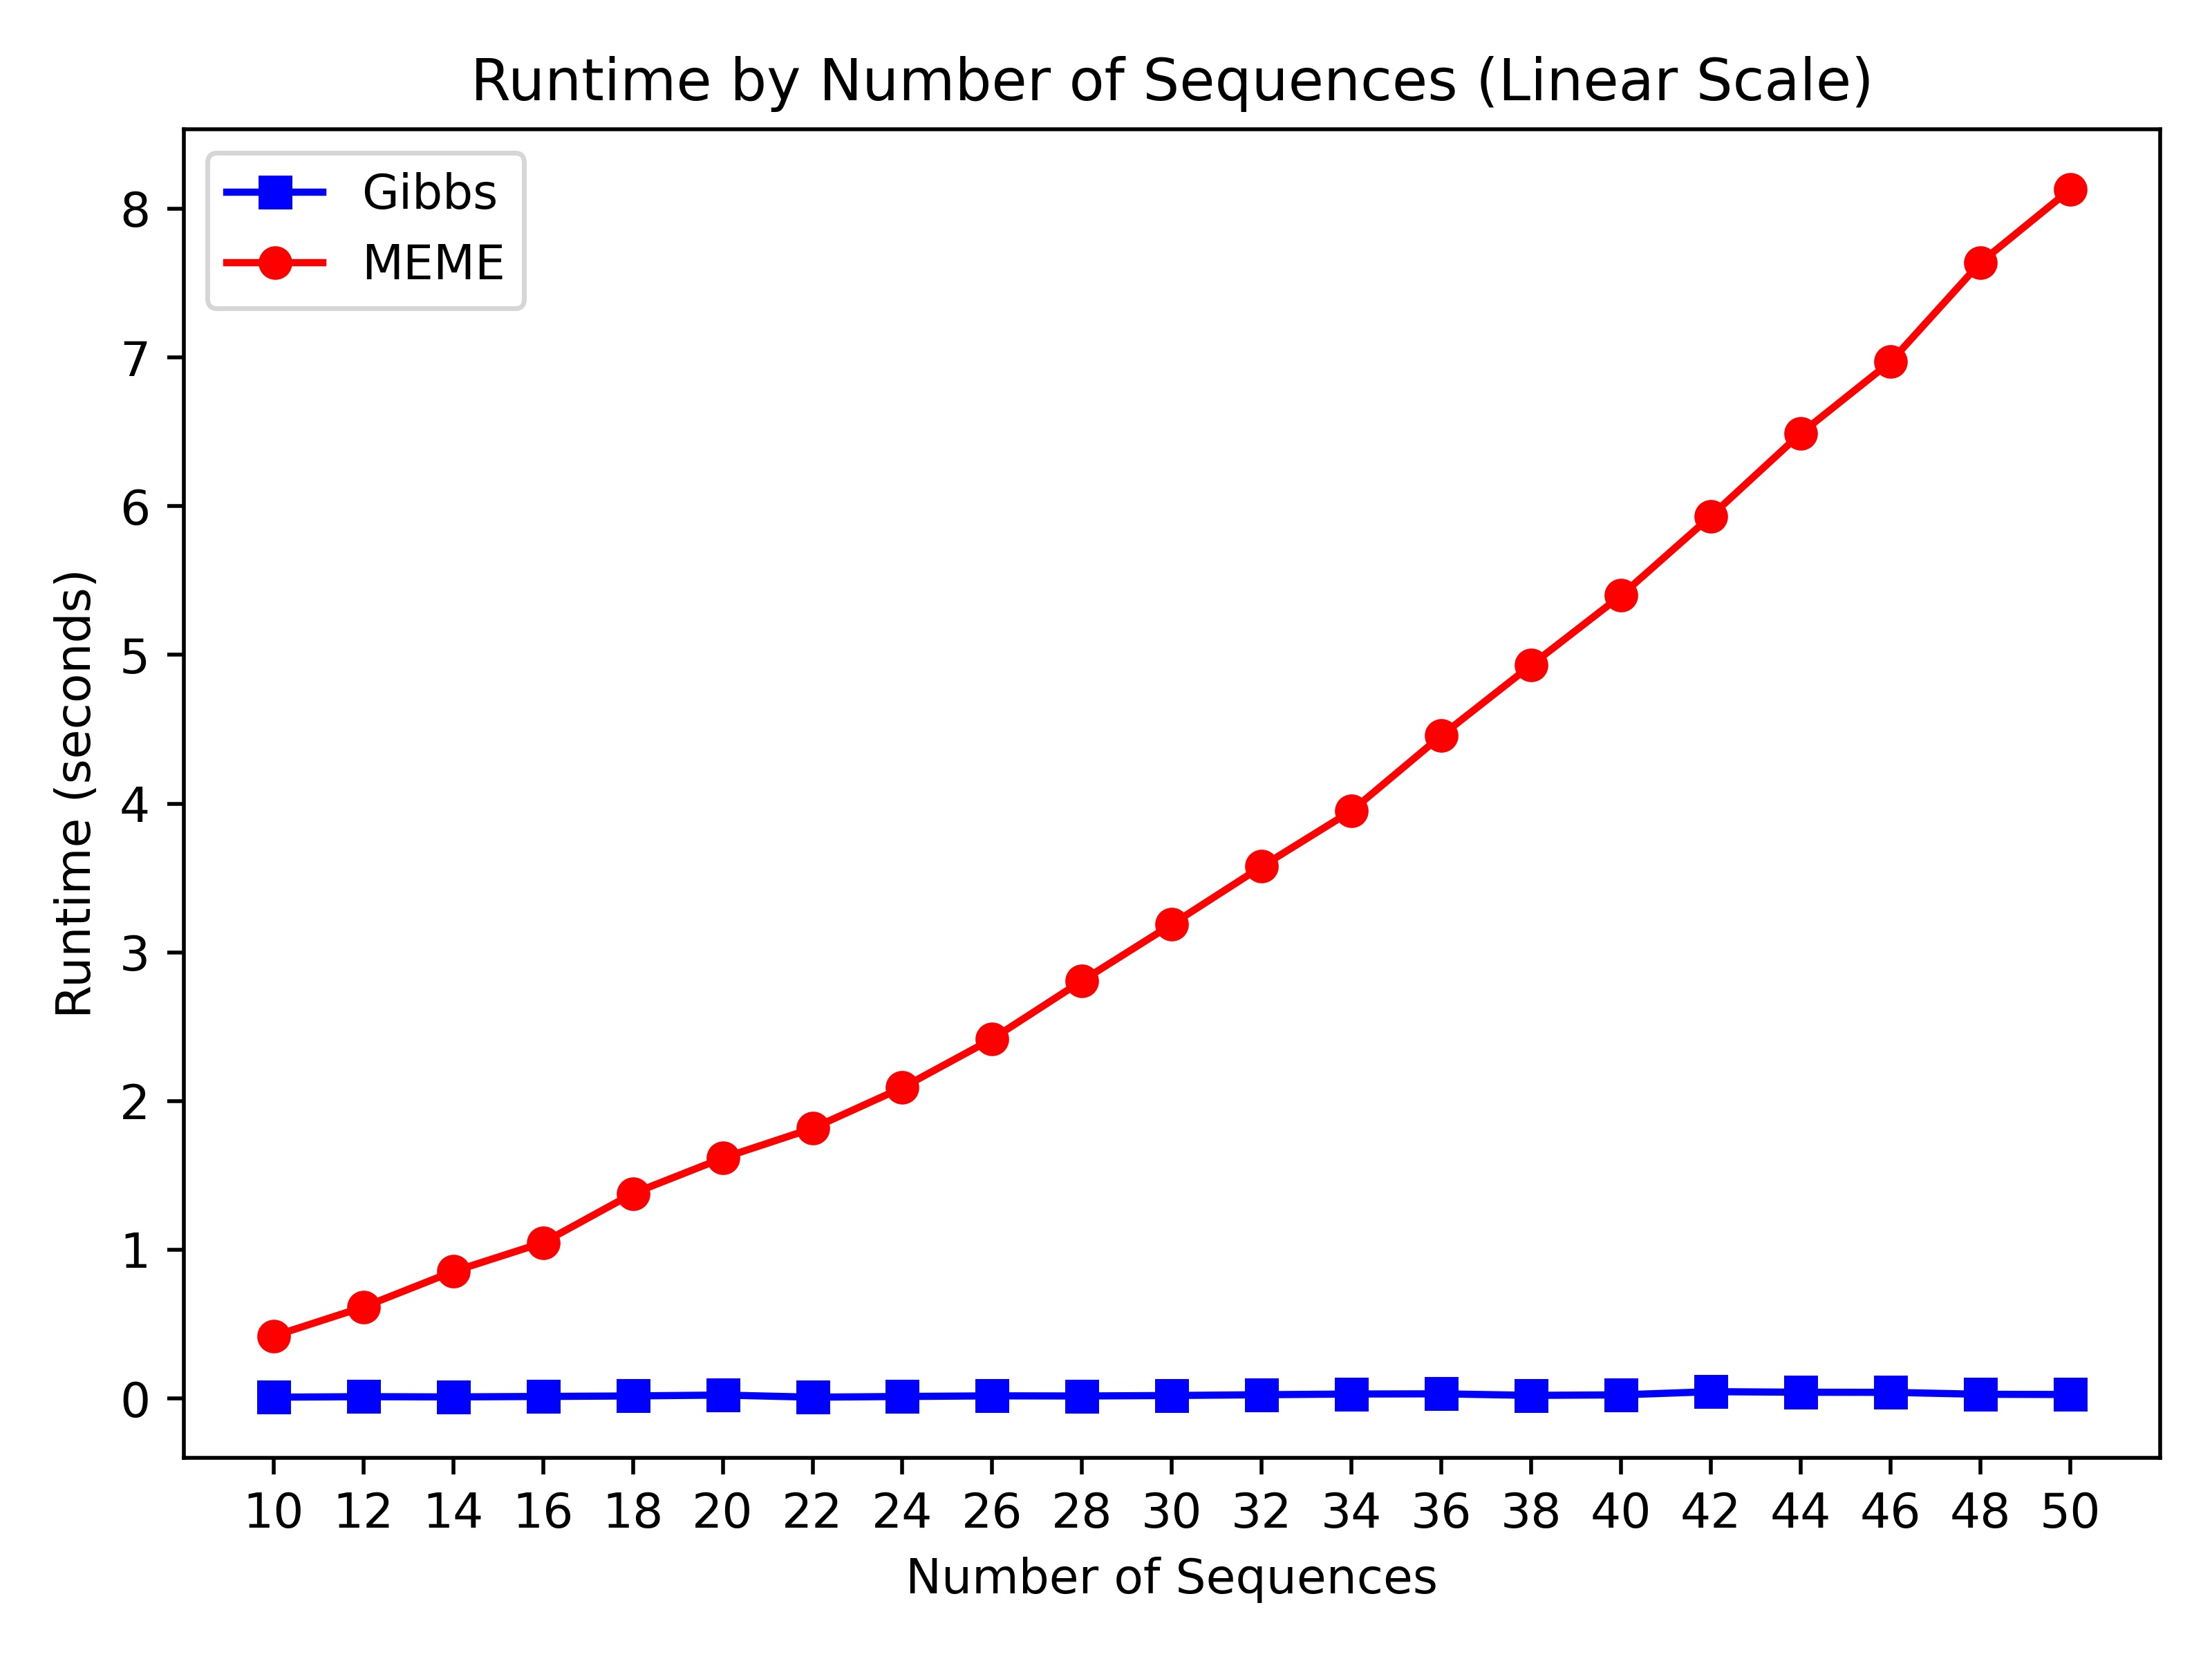 Runtime by Number of Sequences (Linear Scale)
Gibbs
MEME
8
7
6
5
4
3
2
1
0
Runtime (seconds)
10 12 14 16 18 20 22 24 26 28 30 32 34 36 38 40 42 44 46 48 50
Number of Sequences